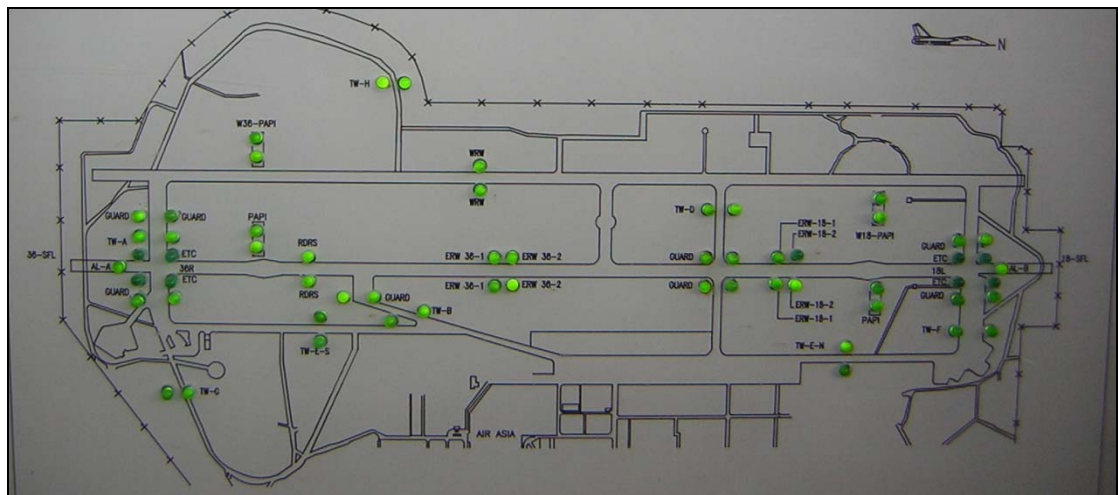 N
TW-H
W36-PAPI
WRW
WRW
GUARD
GUARD
PAPI
TW-D
ERW-18-1
ERW-18-2
W18-PAPI
TW-A
RDRS
GUARD
36-SFL
ETC
ERW 36-1
ERW 36-2
GUARD
ETC
18-SFL
AL-A
36R
18L
AL-B
ETC
RDRS
ERW 36-1
ERW 36-2
GUARD
ETC
GUARD
GUARD
GUARD
ERW-18-2
PAPI
TW-B
ERW-18-1
TW-F
TW-E-S
TW-E-N
TW-C
AIR ASIA